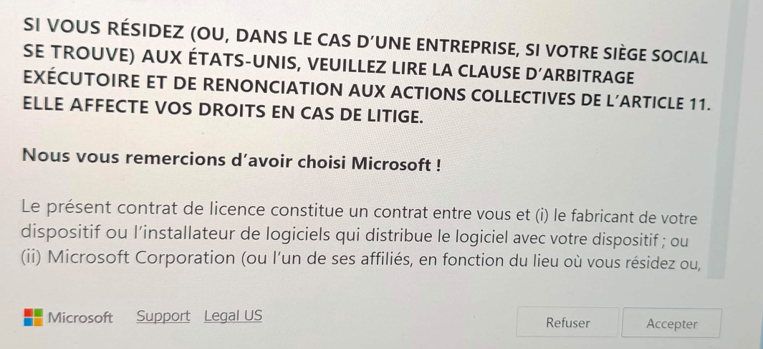 SI VOUS RÉSIDEZ (OU, DANS LE CAS D'UNE ENTREPRISE, SI VOTRE SIÈGE SOCIAL
SE TROUVE) AUX ÉTATS-UNIS, VEUILLEZ LIRE LA CLAUSE D'ARBITRAGE
EXÉCUTOIRE ET DE RENONCIATION AUX ACTIONS COLLECTIVES DE L'ARTICLE 11.
ELLE AFFECTE VOS DROITS EN CAS DE LITIGE.
Nous vous remercions d'avoir choisi Microsoft !
Le présent contrat de licence constitue un contrat entre vous et (i) le fabricant de votre
dispositif ou l'installateur de logiciels qui distribue le logiciel avec votre dispositif ; ou
(ii) Microsoft Corporation (ou l'un de ses affiliés, en fonction du lieu où vous résidez ou,
Microsoft Support Legal US Refuser Accepter